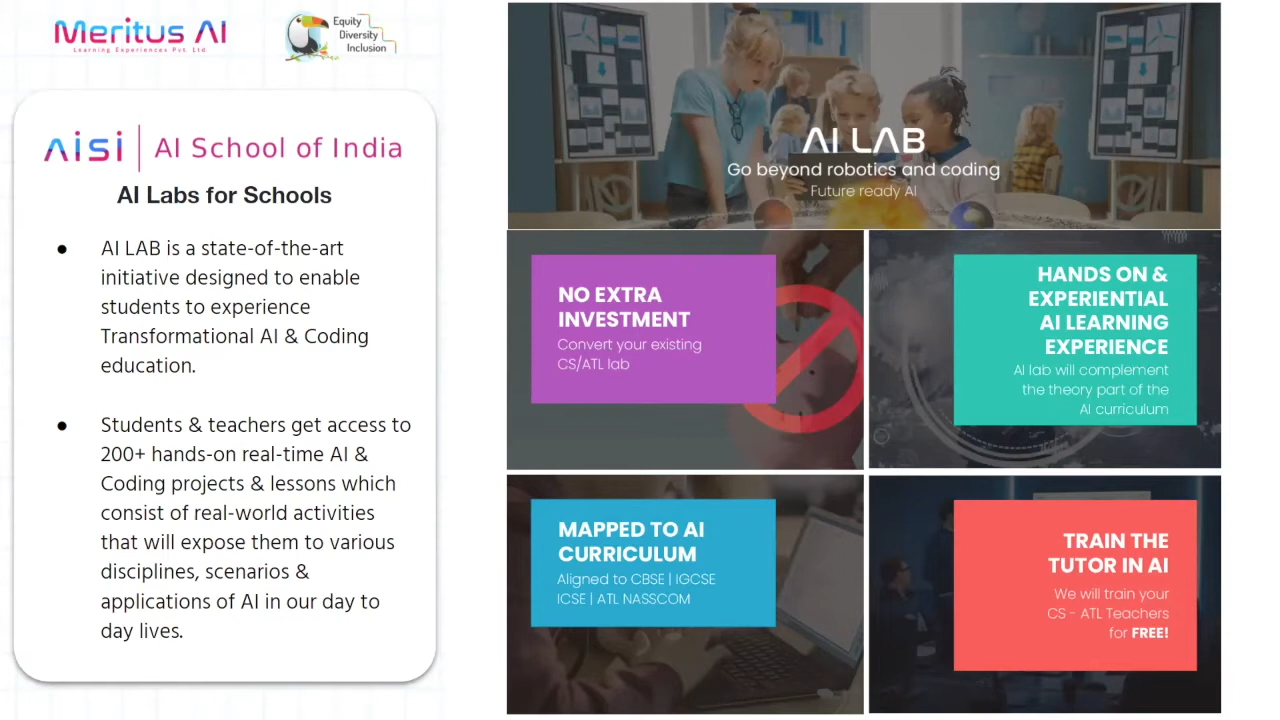 Meritus AI
Learning Experiences Pvt. Ltd.
Equity
Diversity
Inclusion
AISI | AI School of India
AI Labs for Schools
● AI LAB is a state-of-the-art
initiative designed to enable
students to experience
Transformational AI & Coding
education.
● Students & teachers get access to
200+ hands-on real-time AI &
Coding projects & lessons which
consist of real-world activities
that will expose them to various
disciplines, scenarios &
applications of AI in our day to
day lives.
AI LAB
Go beyond robotics and coding
Future ready AI
NO EXTRA
INVESTMENT
Convert your existing
CS/ATL lab
HANDS ON &
EXPERIENTIAL
AI LEARNING
EXPERIENCE
AI lab will complement
the theory part of the
AI curriculum
MAPPED TO AI
CURRICULUM
Aligned to CBSE | IGCSE
ICSE | ATL NASSCOM
TRAIN THE
TUTOR IN AI
We will train your
CS - ATL Teachers
for FREE!